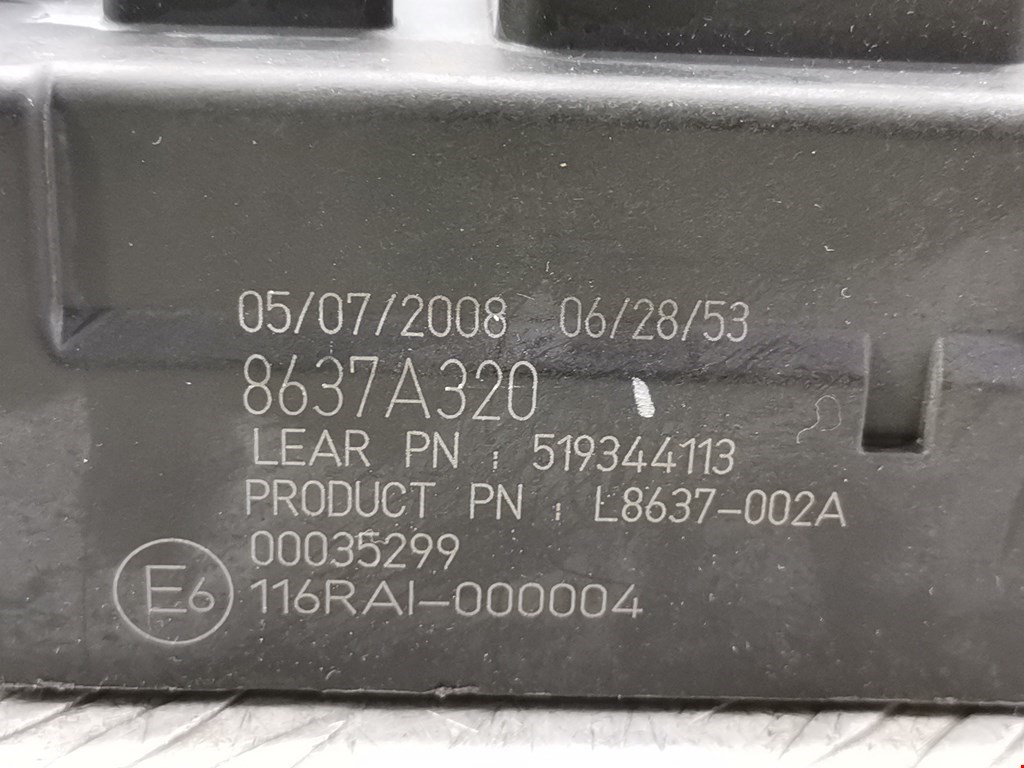 05/07/2008 06/28/53
8637A320
LEAR PN : 519344113
PRODUCT PN : L8637-002A
00035299
E6 116RAI-000004